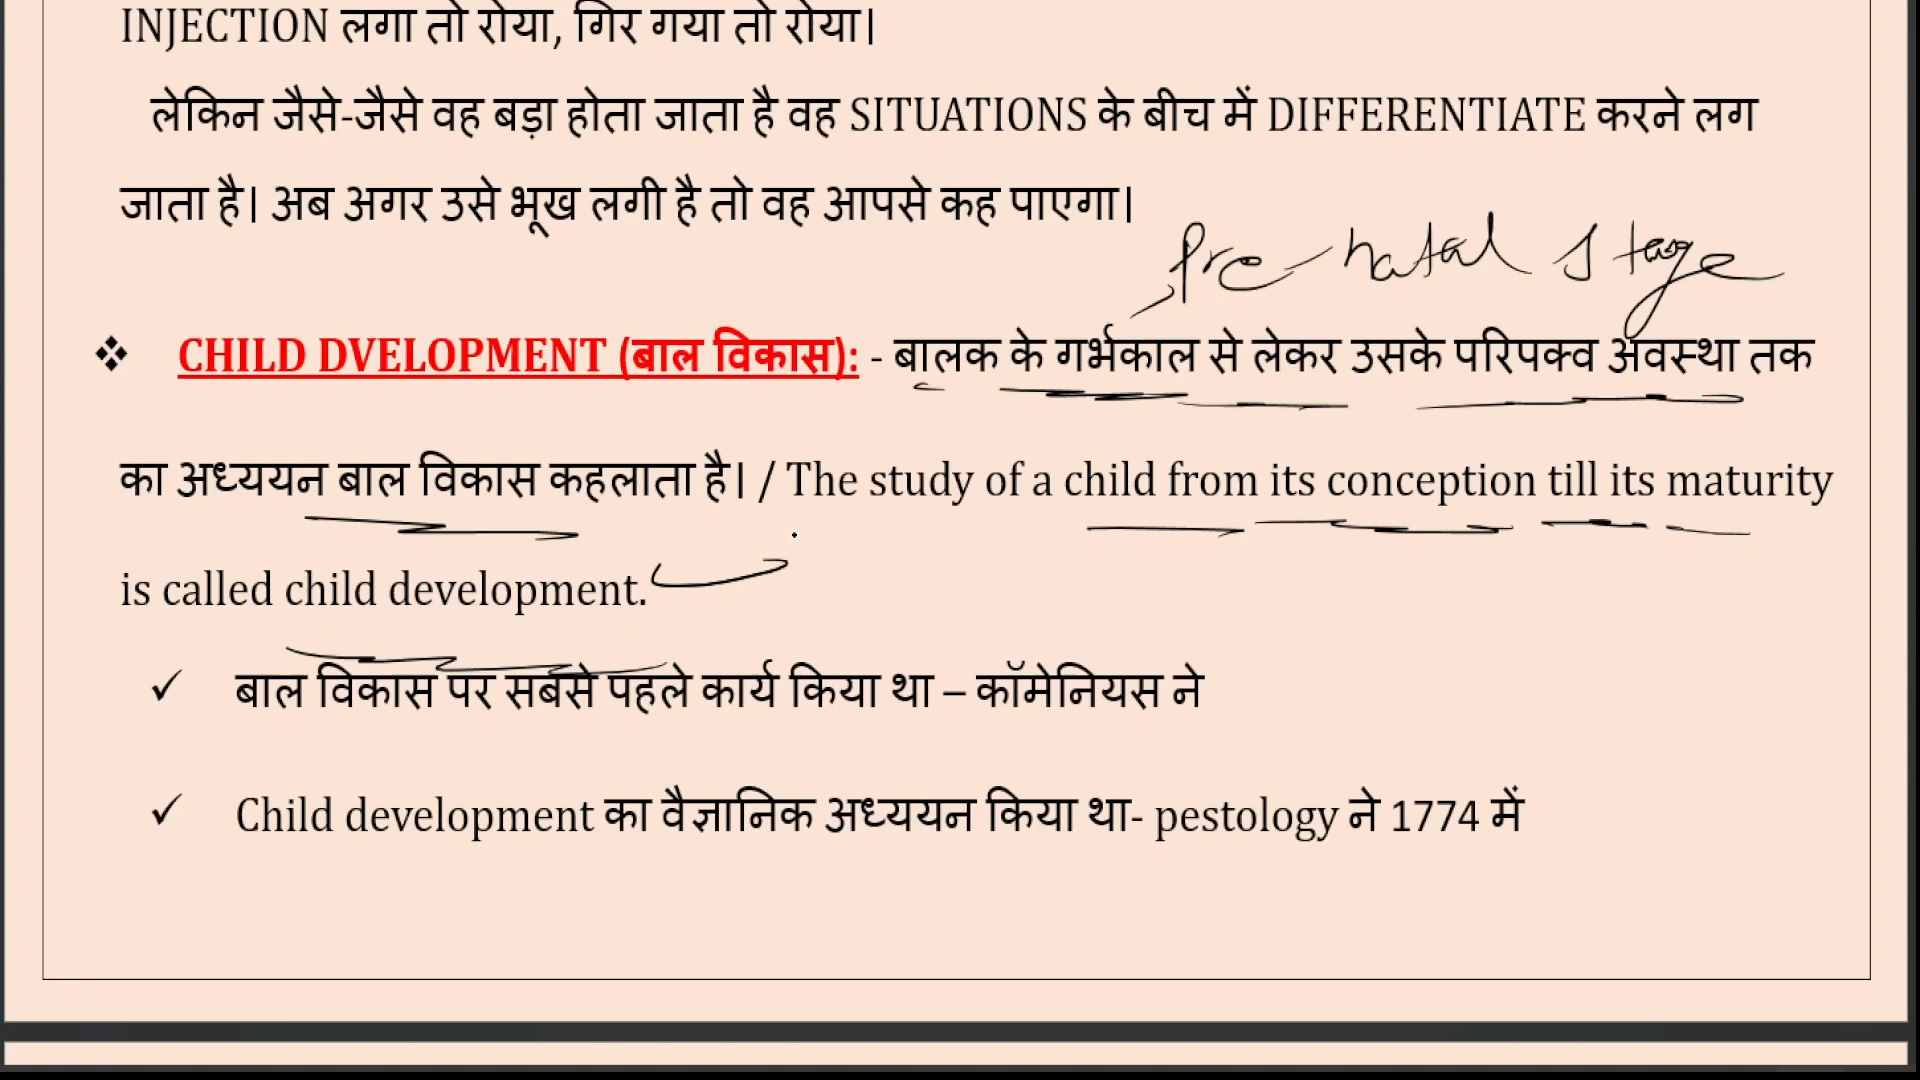 INJECTION लगा तो रोया, गिर गया तो रोया।
लेकिन जैसे-जैसे वह बड़ा होता जाता है वह SITUATIONS के बीच में DIFFERENTIATE करने लग
जाता है। अब अगर उसे भूख लगी है तो वह आपसे कह पाएगा।
Pre-natal stage
❖ CHILD DVELOPMENT (बाल विकास): - बालक के गर्भकाल से लेकर उसके परिपक्व अवस्था तक
का अध्ययन बाल विकास कहलाता है। / The study of a child from its conception till its maturity
is called child development.
✓ बाल विकास पर सबसे पहले कार्य किया था – कॉमेनियस ने
✓ Child development का वैज्ञानिक अध्ययन किया था- pestology ने 1774 में